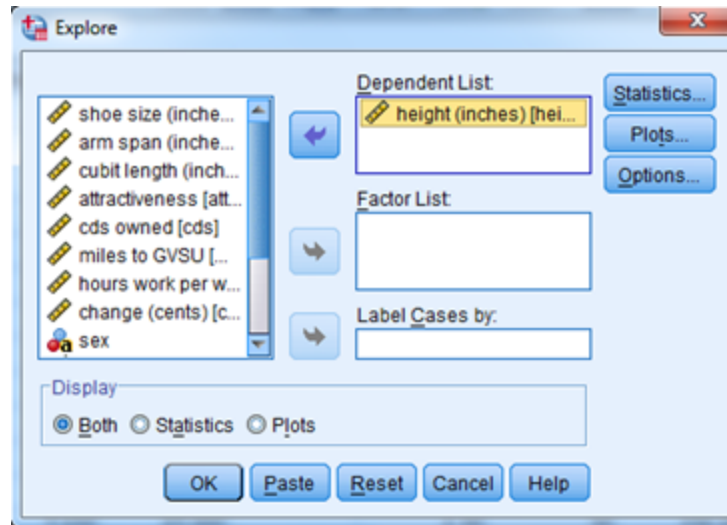 Explore
shoe size (inche...
arm span (inche...
cubit length (inch...
attractiveness [att...
cds owned [cds]
miles to GVSU [...
hours work per w...
change (cents) [c...
sex
Dependent List:
height (inches) [hei...
Factor List:
Label Cases by:
Statistics...
Plots...
Options...
Display
Both Statistics Plots
OK Paste Reset Cancel Help